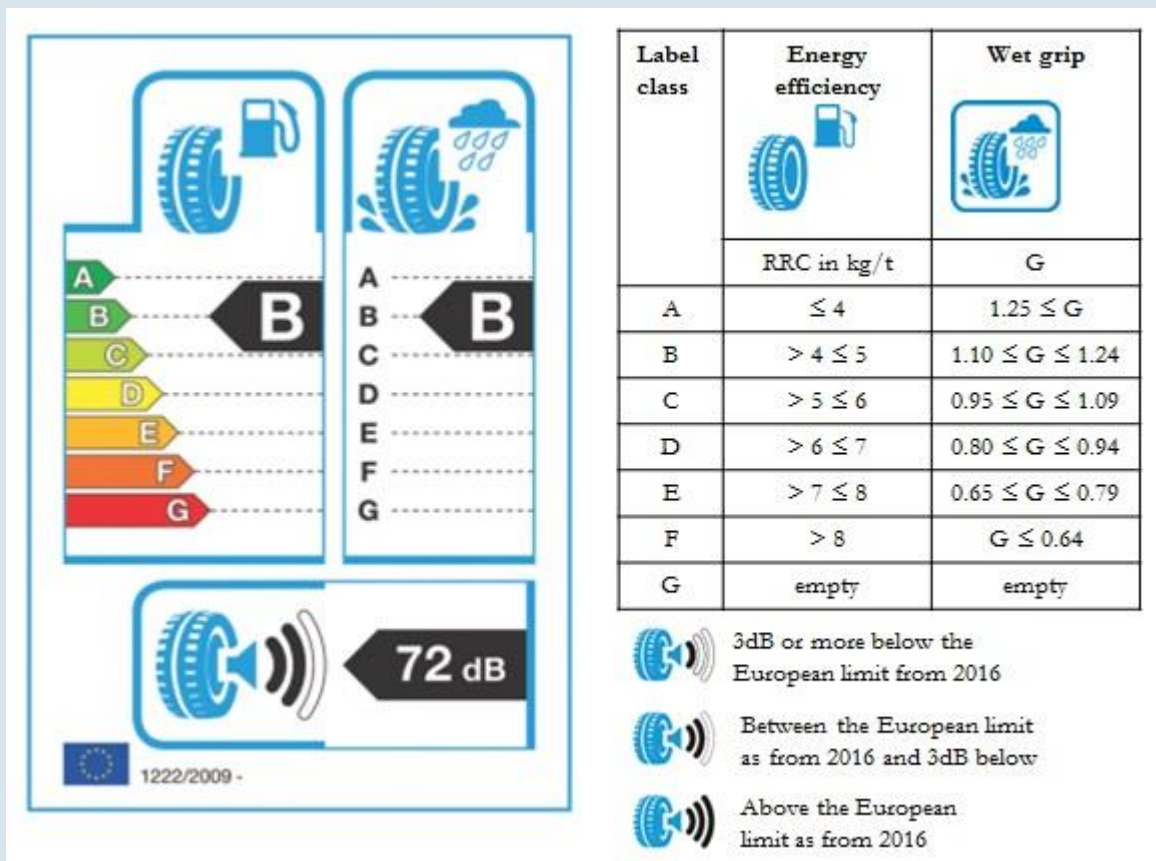 A
B
C
D
E
F
G
B
A
B
C
D
E
F
G
B
72 dB
1222/2009 -
Label class Energy efficiency Wet grip
RRC in kg/t G
A ≤ 4 1.25 ≤ G
B > 4 ≤ 5 1.10 ≤ G ≤ 1.24
C > 5 ≤ 6 0.95 ≤ G ≤ 1.09
D > 6 ≤ 7 0.80 ≤ G ≤ 0.94
E > 7 ≤ 8 0.65 ≤ G ≤ 0.79
F > 8 G ≤ 0.64
G empty empty
3dB or more below the
European limit from 2016
Between the European limit
as from 2016 and 3dB below
Above the European
limit as from 2016